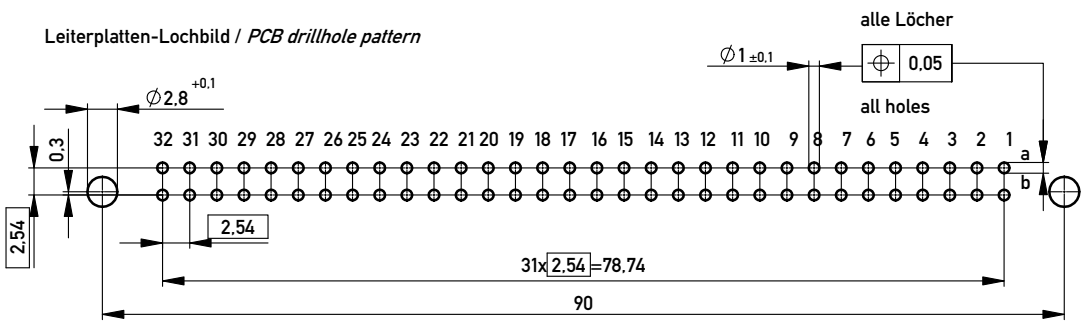 alle Löcher
Leiterplatten-Lochbild / PCB drillhole pattern
Ø1 ±0,1
⌖ 0,05
Ø2,8 +0,1
all holes
0.3
32 31 30 29 28 27 26 25 24 23 22 21 20 19 18 17 16 15 14 13 12 11 10 9 8 7 6 5 4 3 2 1
a
b
2.54
2,54
31x 2,54 =78,74
90